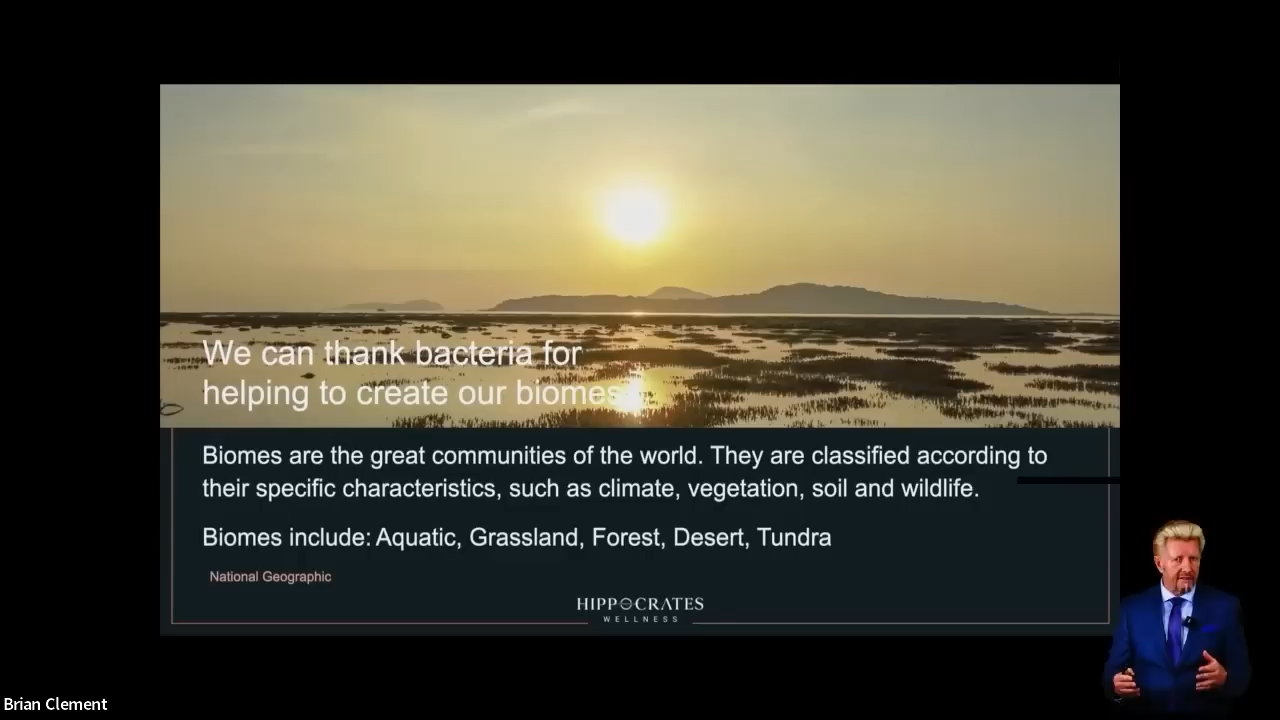 We can thank bacteria for
helping to create our biomes
Biomes are the great communities of the world. They are classified according to
their specific characteristics, such as climate, vegetation, soil and wildlife.
Biomes include: Aquatic, Grassland, Forest, Desert, Tundra
National Geographic
HIPPOCRATES
WELLNESS
Brian Clement